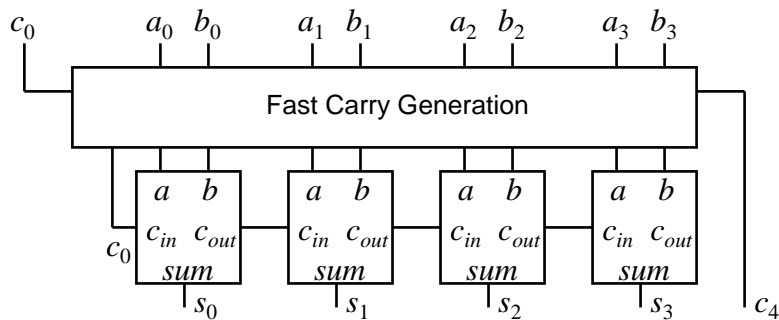 c₀ a₀ b₀ a₁ b₁ a₂ b₂ a₃ b₃
Fast Carry Generation
a b a b a b a b
c₀ cᵢₙ cₒᵤₜ cᵢₙ cₒᵤₜ cᵢₙ cₒᵤₜ cᵢₙ cₒᵤₜ
sum sum sum sum
s₀ s₁ s₂ s₃ c₄